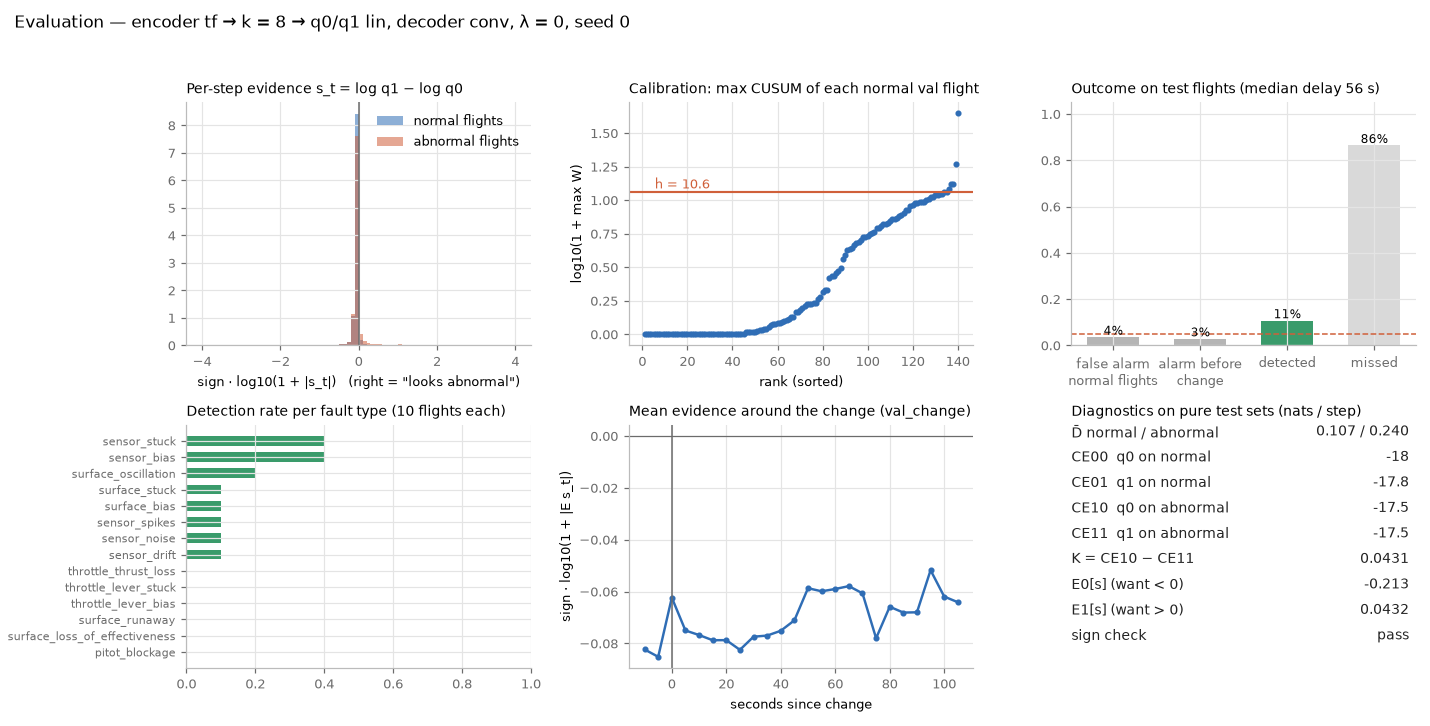 Evaluation — encoder tf → k = 8 → q0/q1 lin, decoder conv, λ = 0, seed 0
Per-step evidence s_t = log q1 − log q0
normal flights
abnormal flights
8
7
6
5
4
3
2
1
0
−4
−2
0
2
4
sign · log10(1 + |s_t|) (right = "looks abnormal")
Calibration: max CUSUM of each normal val flight
log10(1 + max W)
h = 10.6
1.50
1.25
1.00
0.75
0.50
0.25
0.00
0
20
40
60
80
100
120
140
rank (sorted)
Outcome on test flights (median delay 56 s)
1.0
0.8
0.6
0.4
0.2
0.0
4%
3%
11%
86%
false alarm
normal flights
alarm before
change
detected
missed
Detection rate per fault type (10 flights each)
sensor_stuck
sensor_bias
surface_oscillation
surface_stuck
surface_bias
sensor_spikes
sensor_noise
sensor_drift
throttle_thrust_loss
throttle_lever_stuck
throttle_lever_bias
surface_runaway
surface_loss_of_effectiveness
pitot_blockage
0.0
0.2
0.4
0.6
0.8
1.0
Mean evidence around the change (val_change)
sign · log10(1 + |E s_t|)
0.00
−0.02
−0.04
−0.06
−0.08
0
20
40
60
80
100
seconds since change
Diagnostics on pure test sets (nats / step)
D̄ normal / abnormal 0.107 / 0.240
CE00 q0 on normal -18
CE01 q1 on normal -17.8
CE10 q0 on abnormal -17.5
CE11 q1 on abnormal -17.5
K = CE10 − CE11 0.0431
E0[s] (want < 0) -0.213
E1[s] (want > 0) 0.0432
sign check pass